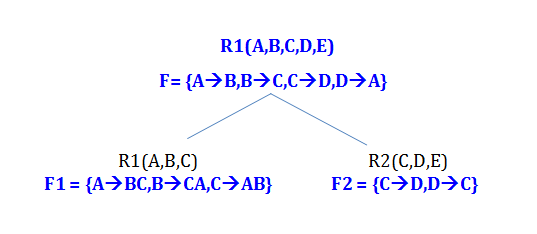 R1(A,B,C,D,E)
F= {A→B,B→C,C→D,D→A}
R1(A,B,C)
F1 = {A→BC,B→CA,C→AB}
R2(C,D,E)
F2 = {C→D,D→C}